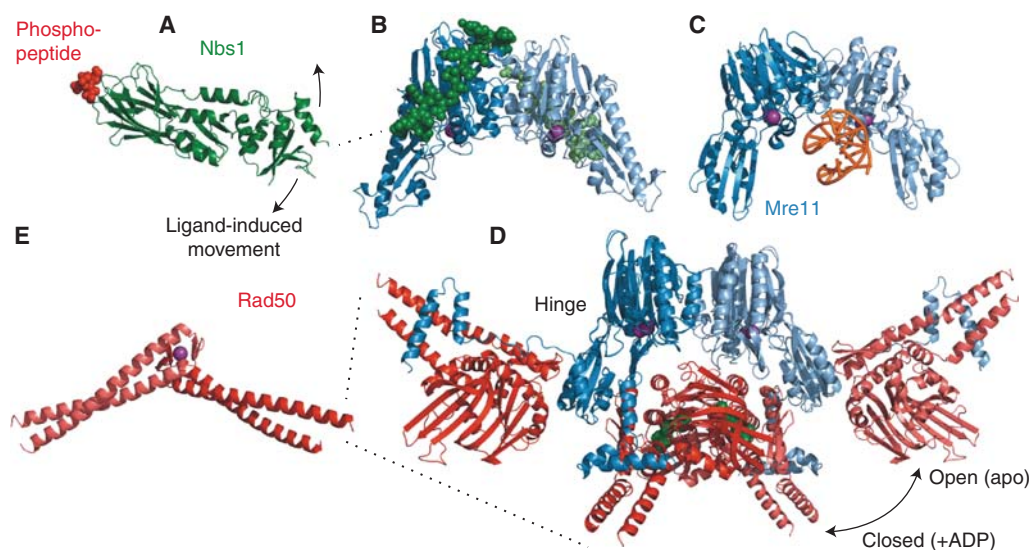 A
Phospho-
peptide
Nbs1
Ligand-induced
movement
B
C
Mre11
E
Rad50
D
Hinge
Open (apo)
Closed (+ADP)